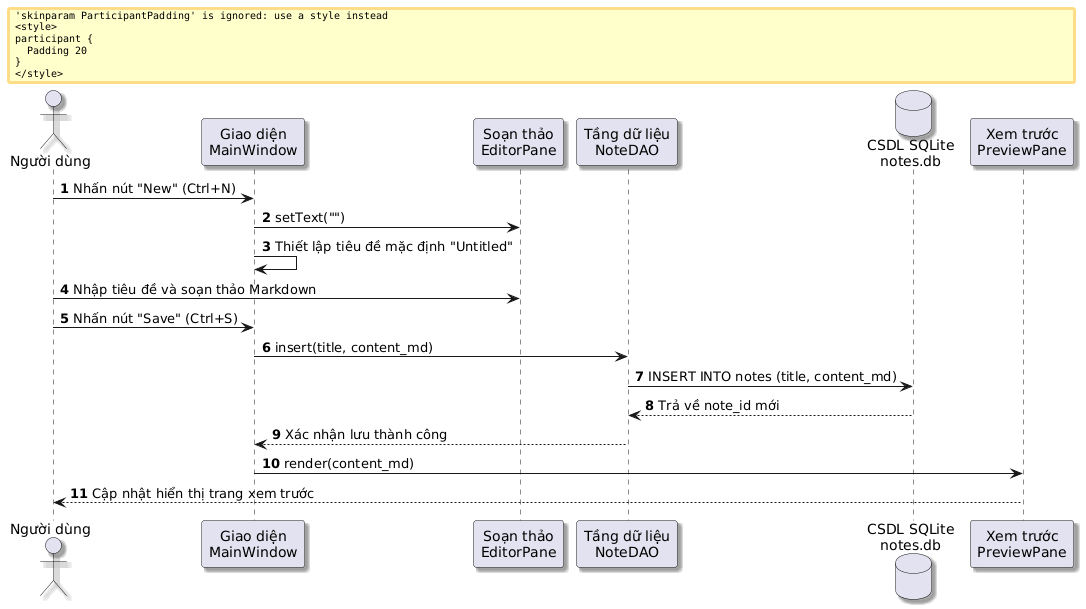 'skinparam ParticipantPadding' is ignored: use a style instead
<style>
participant {
  Padding 20
}
</style>
Người dùng
Giao diện
MainWindow
Soạn thảo
EditorPane
Tầng dữ liệu
NoteDAO
CSDL SQLite
notes.db
Xem trước
PreviewPane
1 Nhấn nút "New" (Ctrl+N)
2 setText("")
3 Thiết lập tiêu đề mặc định "Untitled"
4 Nhập tiêu đề và soạn thảo Markdown
5 Nhấn nút "Save" (Ctrl+S)
6 insert(title, content_md)
7 INSERT INTO notes (title, content_md)
8 Trả về note_id mới
9 Xác nhận lưu thành công
10 render(content_md)
11 Cập nhật hiển thị trang xem trước
Người dùng
Giao diện
MainWindow
Soạn thảo
EditorPane
Tầng dữ liệu
NoteDAO
CSDL SQLite
notes.db
Xem trước
PreviewPane